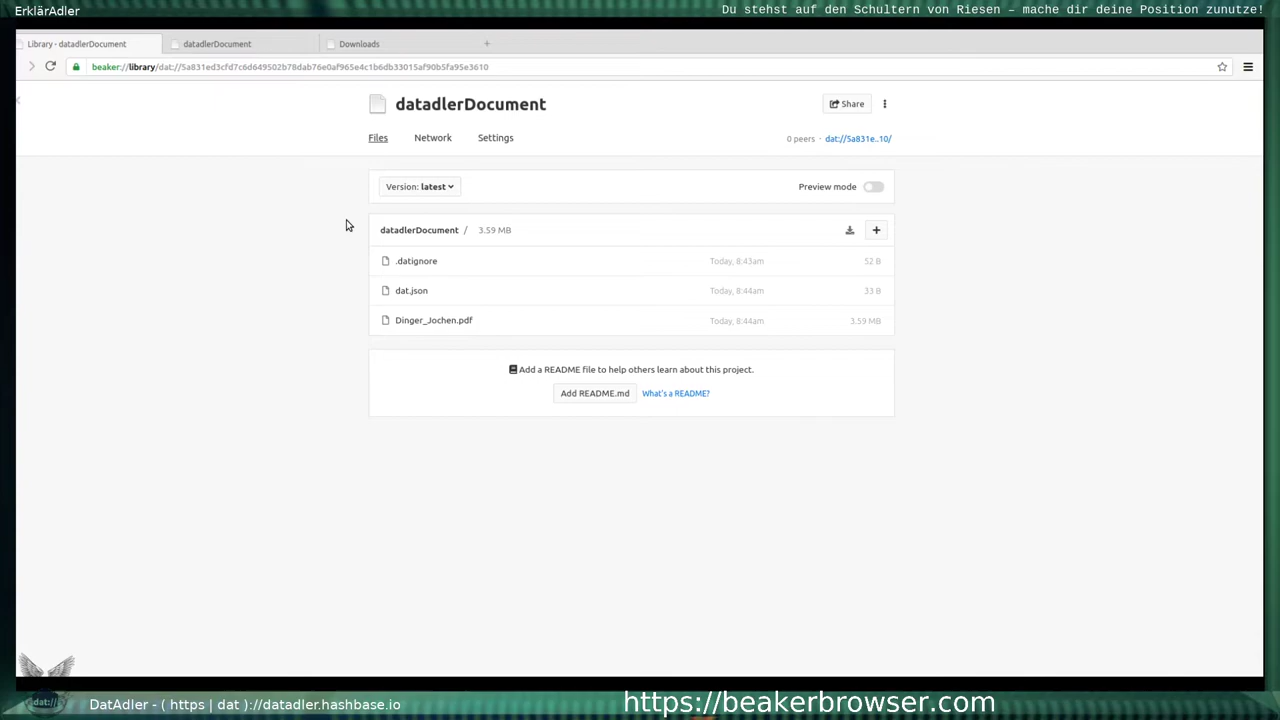 ErklärAdler
Du stehst auf den Schultern von Riesen – mache dir deine Position zunutze!
Library - datadlerDocument
datadlerDocument
Downloads
+
beaker://library/dat://5a831ed3cfd7c6d649502b78dab76e0af965e4c1b6db33015af90b5fa95e3610
datadlerDocument
Share
Files
Network
Settings
0 peers · dat://5a831e..10/
Version: latest
Preview mode
datadlerDocument / 3.59 MB
+
.datignore Today, 8:43am 52 B
dat.json Today, 8:44am 33 B
Dinger_Jochen.pdf Today, 8:44am 3.59 MB
Add a README file to help others learn about this project.
Add README.md What's a README?
dat://
DatAdler - ( https | dat )://datadler.hashbase.io
https://beakerbrowser.com